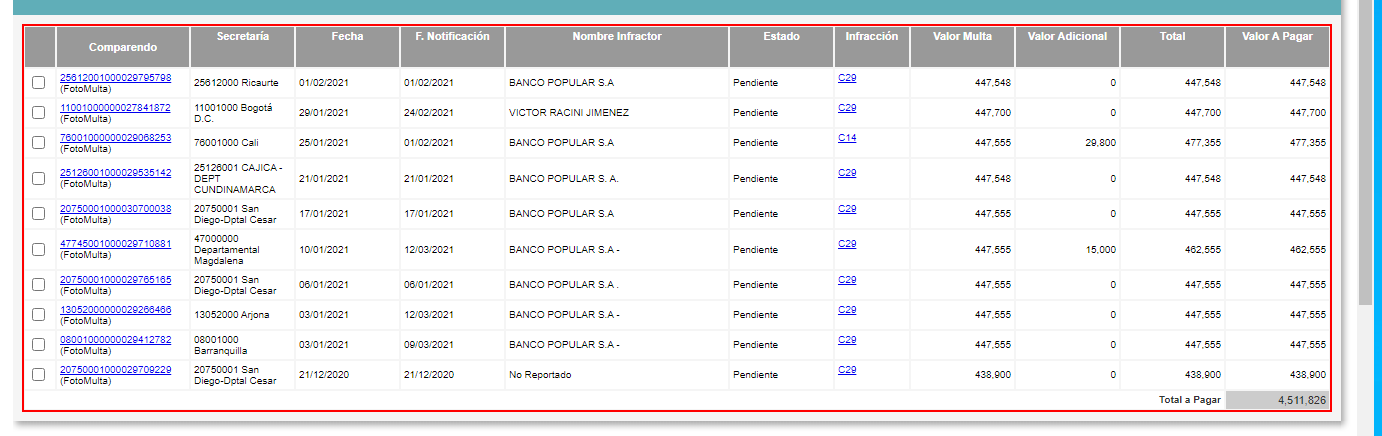 Comparendo Secretaría Fecha F. Notificación Nombre Infractor Estado Infracción Valor Multa Valor Adicional Total Valor A Pagar
25612001000029795798 (FotoMulta) 25612000 Ricaurte 01/02/2021 01/02/2021 BANCO POPULAR S.A Pendiente C29 447,548 0 447,548 447,548
11001000000027841872 (FotoMulta) 11001000 Bogotá D.C. 29/01/2021 24/02/2021 VICTOR RACINI JIMENEZ Pendiente C29 447,700 0 447,700 447,700
76001000000029068253 (FotoMulta) 76001000 Cali 25/01/2021 01/02/2021 BANCO POPULAR S.A Pendiente C14 447,555 29,800 477,355 477,355
25126001000029535142 (FotoMulta) 25126001 CAJICA - DEPT CUNDINAMARCA 21/01/2021 21/01/2021 BANCO POPULAR S. A. Pendiente C29 447,548 0 447,548 447,548
20750001000030700038 (FotoMulta) 20750001 San Diego-Dptal Cesar 17/01/2021 17/01/2021 BANCO POPULAR S.A Pendiente C29 447,555 0 447,555 447,555
47745001000029710881 (FotoMulta) 47000000 Departamental Magdalena 10/01/2021 12/03/2021 BANCO POPULAR S.A - Pendiente C29 447,555 15,000 462,555 462,555
20750001000029765165 (FotoMulta) 20750001 San Diego-Dptal Cesar 06/01/2021 06/01/2021 BANCO POPULAR S.A . Pendiente C29 447,555 0 447,555 447,555
13052000000029266466 (FotoMulta) 13052000 Arjona 03/01/2021 12/03/2021 BANCO POPULAR S.A - Pendiente C29 447,555 0 447,555 447,555
08001000000029412782 (FotoMulta) 08001000 Barranquilla 03/01/2021 09/03/2021 BANCO POPULAR S.A - Pendiente C29 447,555 0 447,555 447,555
20750001000029709229 (FotoMulta) 20750001 San Diego-Dptal Cesar 21/12/2020 21/12/2020 No Reportado Pendiente C29 438,900 0 438,900 438,900
Total a Pagar 4,511,826